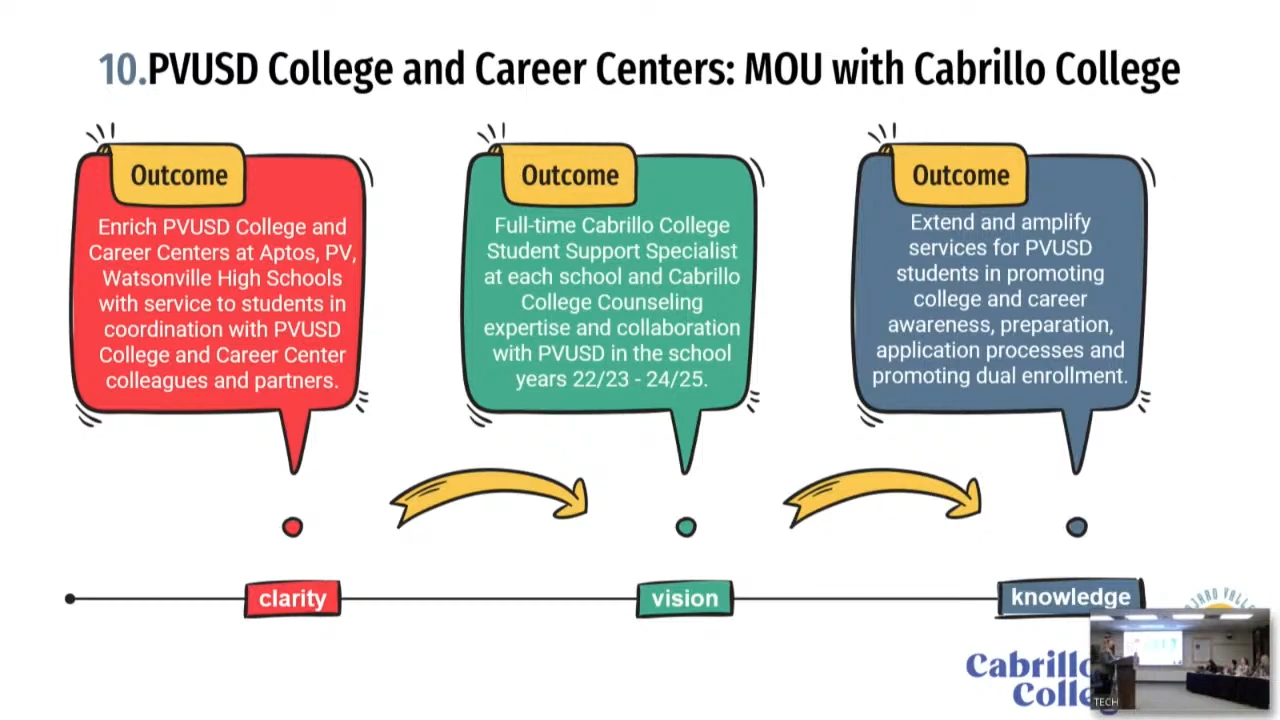 10.PVUSD College and Career Centers: MOU with Cabrillo College
Outcome
Enrich PVUSD College and
Career Centers at Aptos, PV,
Watsonville High Schools
with service to students in
coordination with PVUSD
College and Career Center
colleagues and partners.
Outcome
Full-time Cabrillo College
Student Support Specialist
at each school and Cabrillo
College Counseling
expertise and collaboration
with PVUSD in the school
years 22/23 - 24/25.
Outcome
Extend and amplify
services for PVUSD
students in promoting
college and career
awareness, preparation,
application processes and
promoting dual enrollment.
clarity
vision
knowledge
Cabrillo
TECH